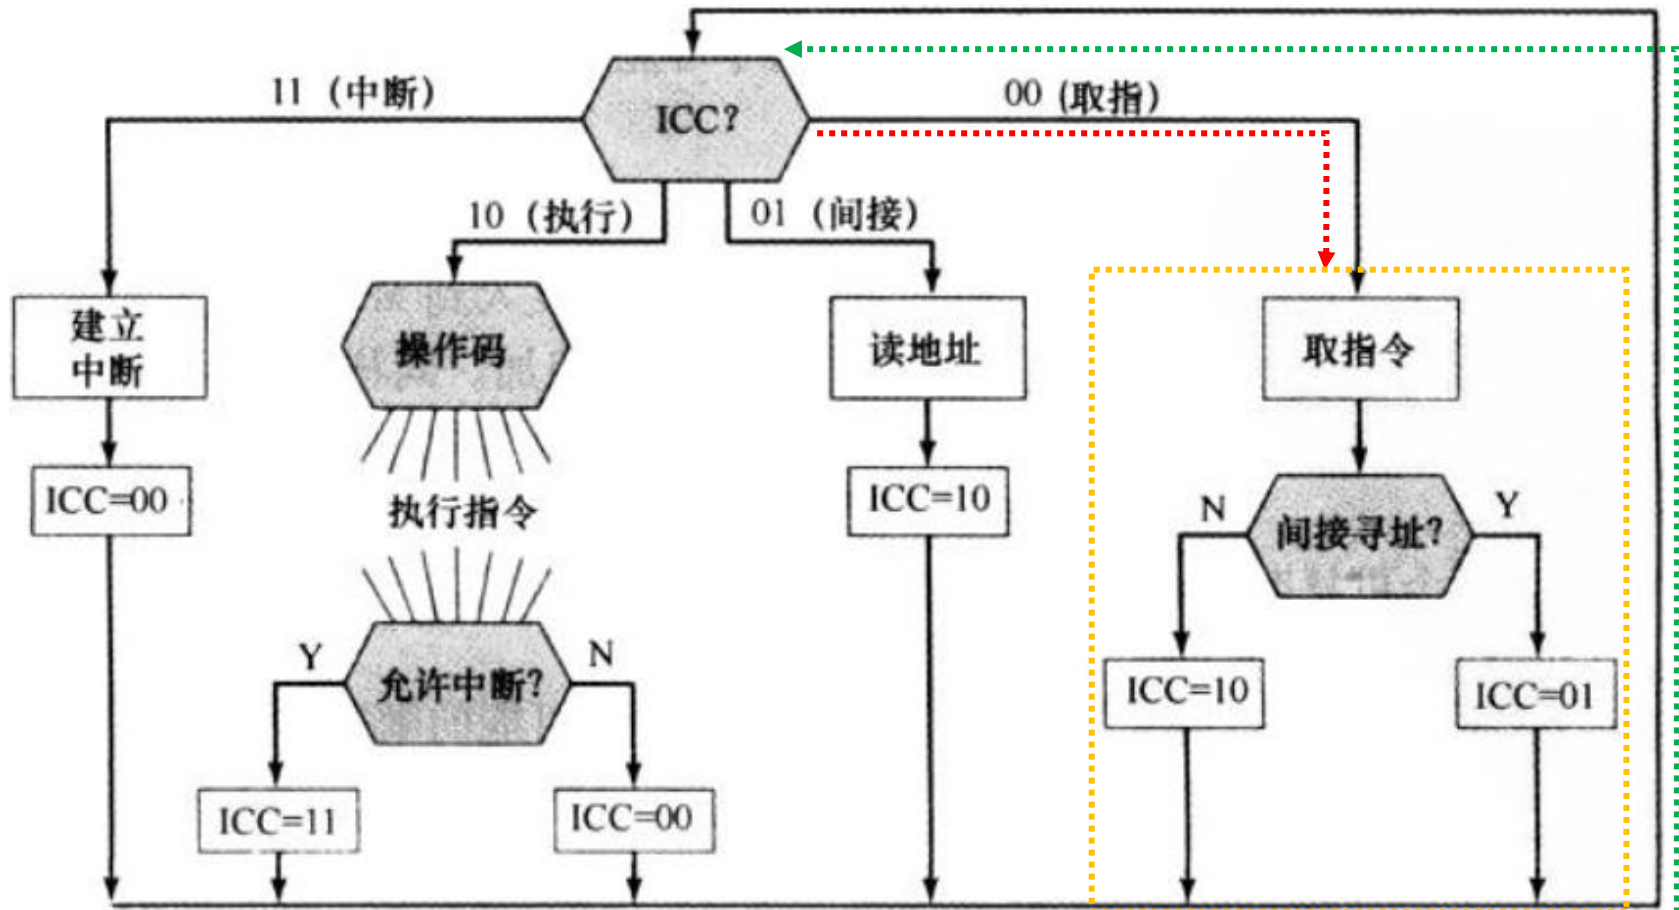 ICC?
11 (中断)
00 (取指)
10 (执行)
01 (间接)
建立
中断
操作码
读地址
取指令
ICC=00
执行指令
ICC=10
N
间接寻址?
Y
Y
允许中断?
N
ICC=10
ICC=01
ICC=11
ICC=00